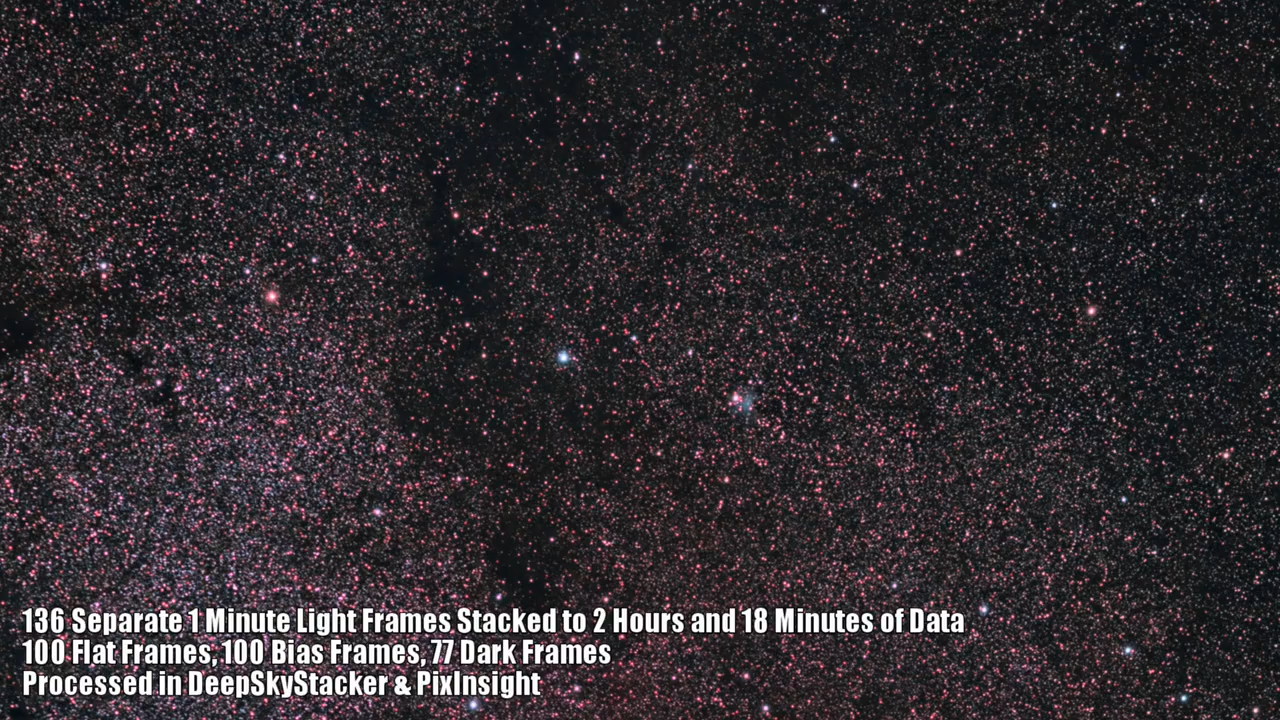 136 Separate 1 Minute Light Frames Stacked to 2 Hours and 18 Minutes of Data
100 Flat Frames, 100 Bias Frames, 77 Dark Frames
Processed in DeepSkyStacker & PixInsight